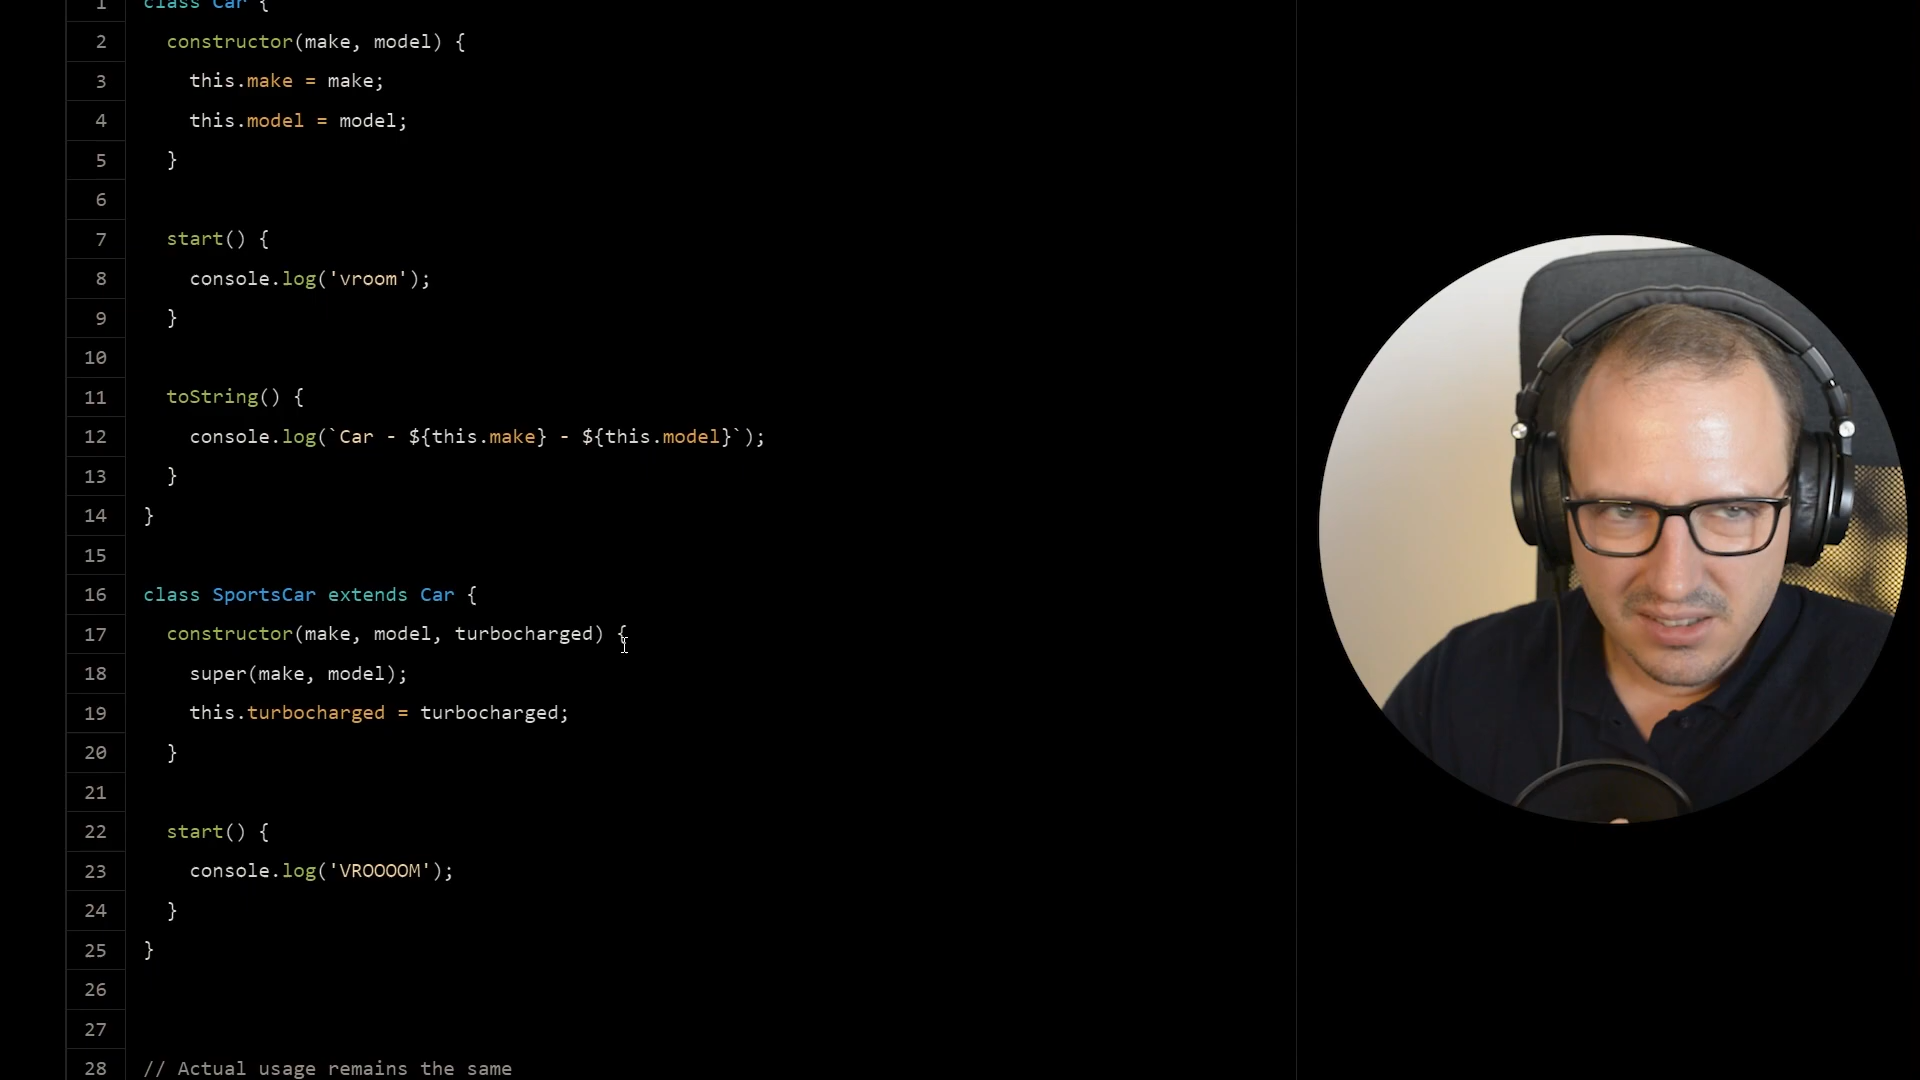 1 class Car {
2 constructor(make, model) {
3 this.make = make;
4 this.model = model;
5 }
6
7 start() {
8 console.log('vroom');
9 }
10
11 toString() {
12 console.log(`Car - ${this.make} - ${this.model}`);
13 }
14 }
15
16 class SportsCar extends Car {
17 constructor(make, model, turbocharged) {
18 super(make, model);
19 this.turbocharged = turbocharged;
20 }
21
22 start() {
23 console.log('VROOOOM');
24 }
25 }
26
27
28 // Actual usage remains the same